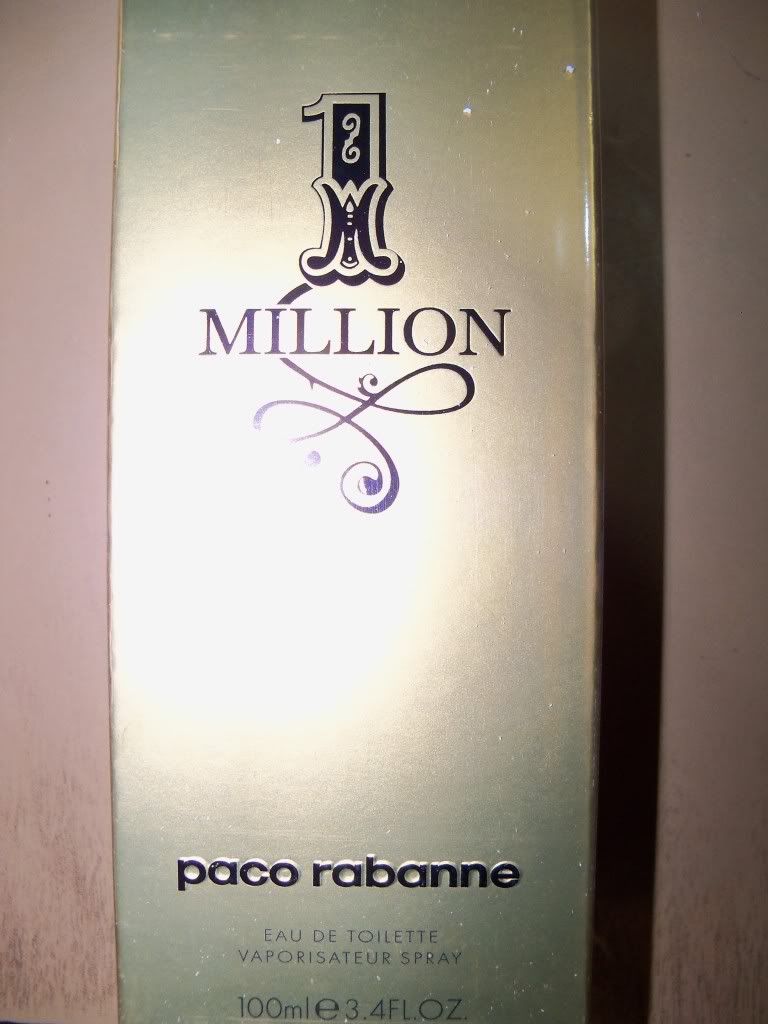 1
MILLION
paco rabanne
EAU DE TOILETTE
VAPORISATEUR SPRAY
100ml e 3.4FL.OZ.